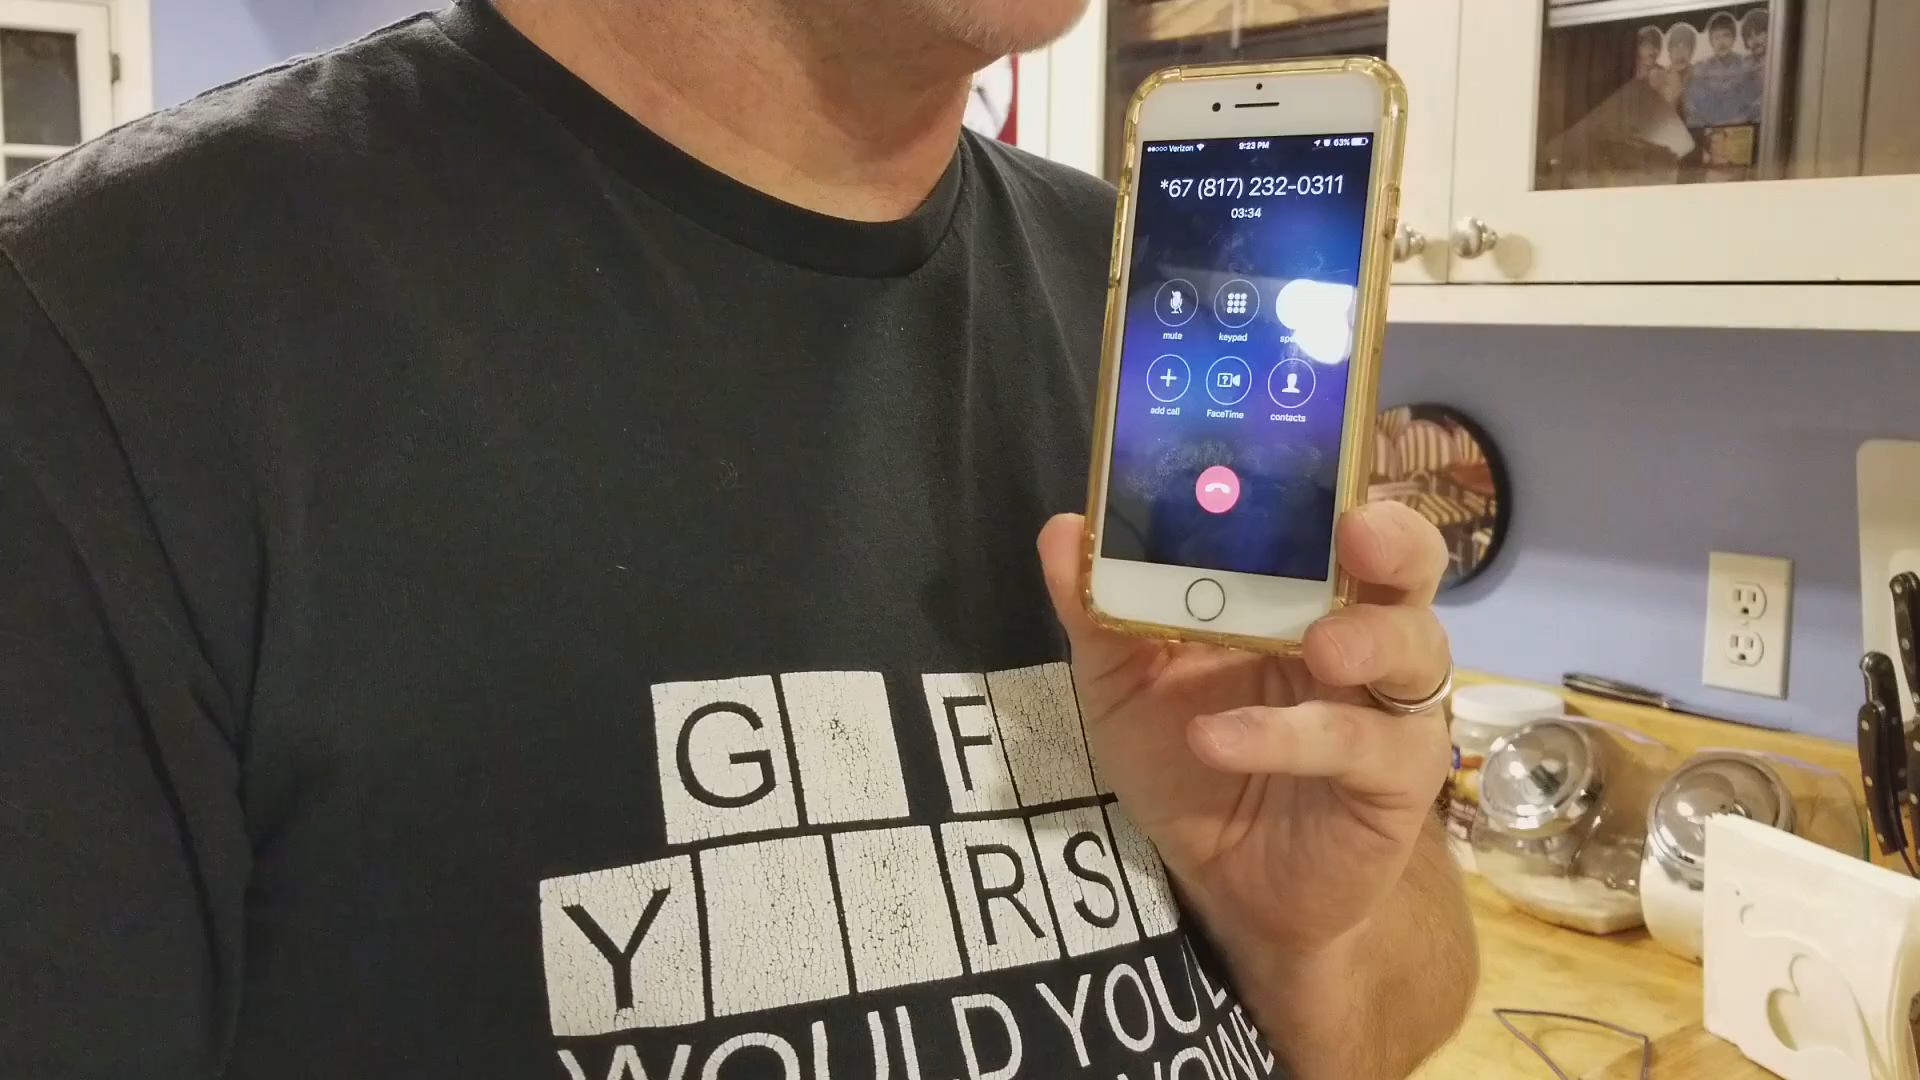 Verizon 9:23 PM 63%
*67 (817) 232-0311
03:34
mute keypad
add call FaceTime contacts
G F
Y RS
WOULD YOU